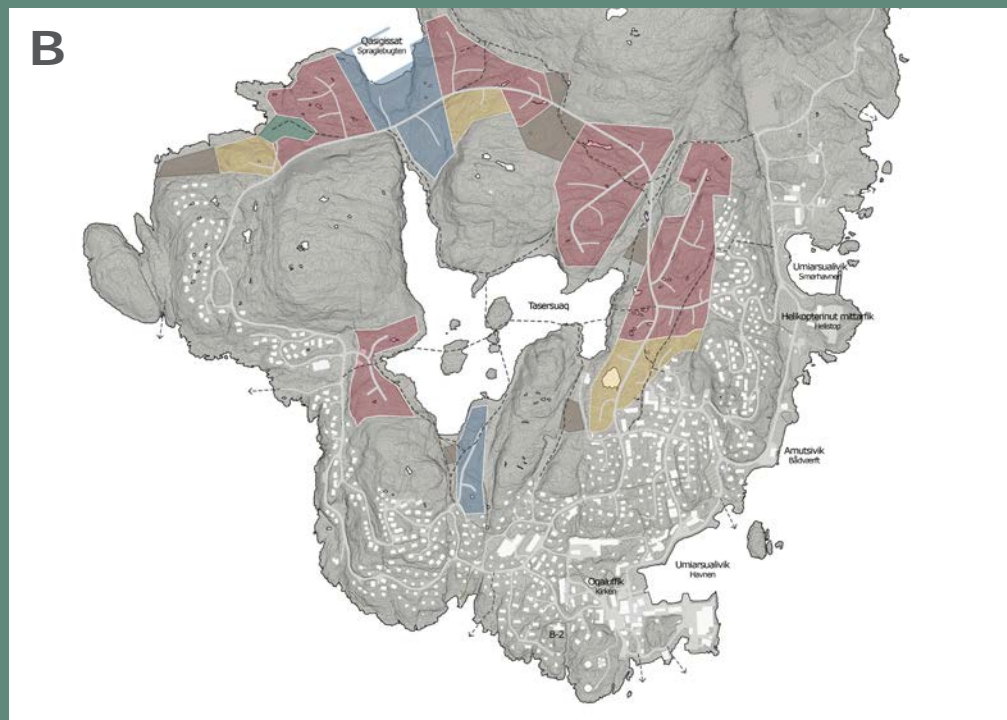 B
Qasigissat
Spraglebugten
Tasersuaq
Umiarsualivik
Smørhavnen
Helikopterinut mittarfik
Helistop
Amutsivik
Bådværft
Umiarsualivik
Havnen
Oqaluffik
Kirken
B-2